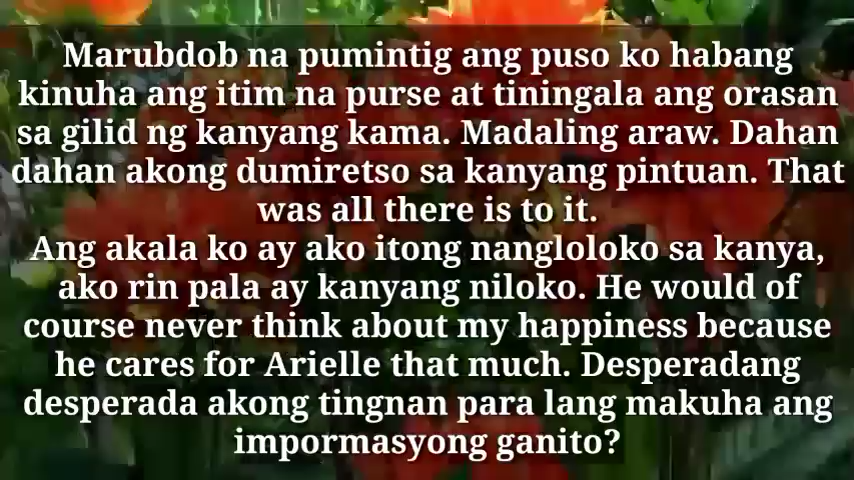 Marubdob na pumintig ang puso ko habang
kinuha ang itim na purse at tiningala ang orasan
sa gilid ng kanyang kama. Madaling araw. Dahan
dahan akong dumiretso sa kanyang pintuan. That
was all there is to it.
Ang akala ko ay ako itong nangloloko sa kanya,
ako rin pala ay kanyang niloko. He would of
course never think about my happiness because
he cares for Arielle that much. Desperadang
desperada akong tingnan para lang makuha ang
impormasyong ganito?